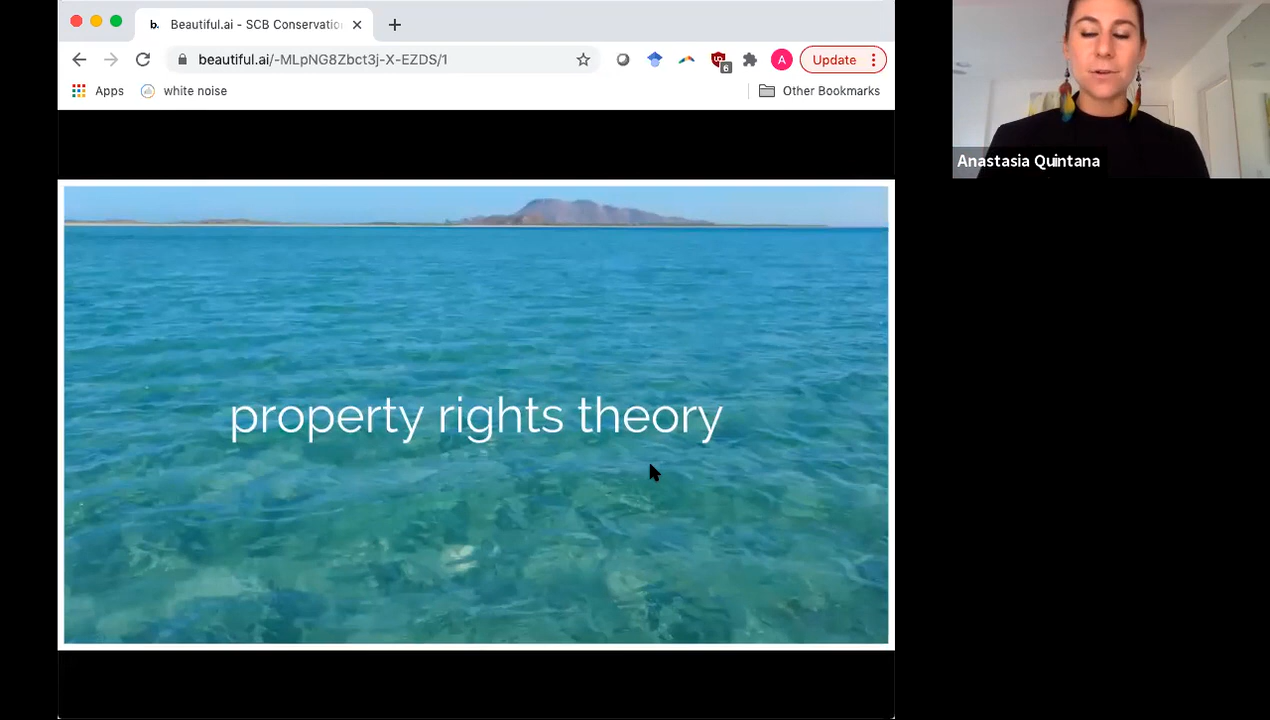 b. Beautiful.ai - SCB Conservatio
beautiful.ai/-MLpNG8Zbct3j-X-EZDS/1
6
A
Update
Apps
white noise
Other Bookmarks
Anastasia Quintana
property rights theory